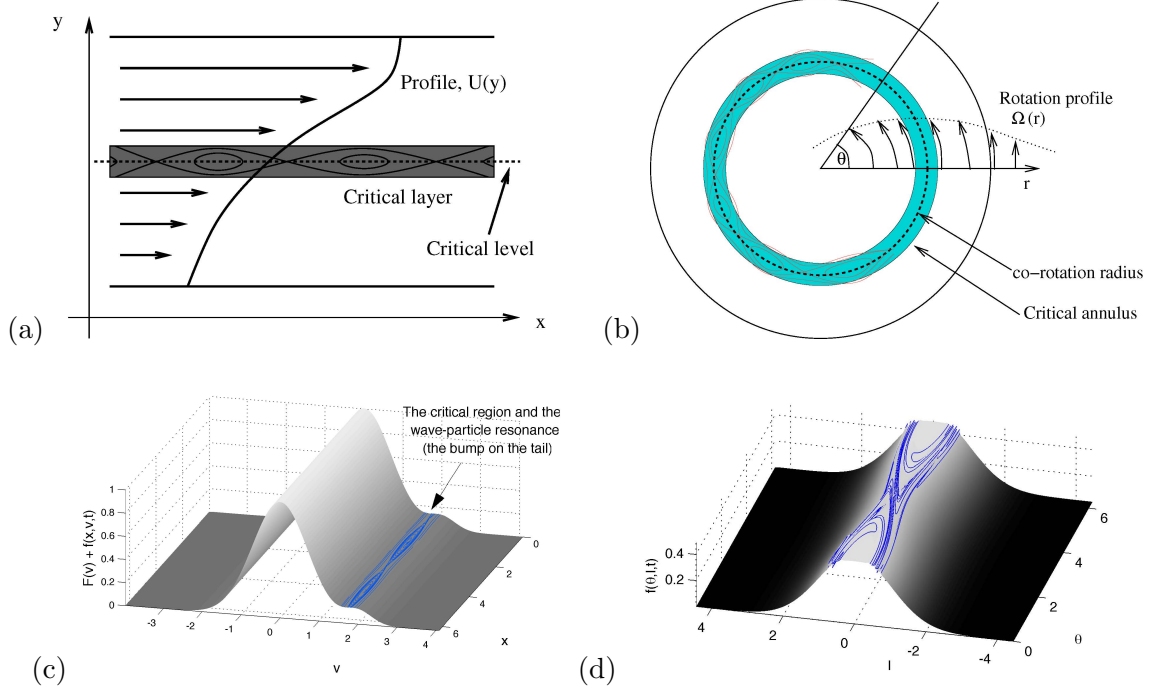 y
Profile, U(y)
Critical layer
Critical level
x
(a)
Rotation profile
Ω(r)
θ
r
co-rotation radius
Critical annulus
(b)
The critical region and the
wave-particle resonance
(the bump on the tail)
F(v) + f(x,v,t)
1
0.8
0.6
0.4
0.2
0
-3
-2
-1
0
1
2
3
4
v
0
2
4
6
x
(c)
f(θ,I,t)
0.4
0.2
4
2
0
-2
-4
I
0
2
4
6
θ
(d)